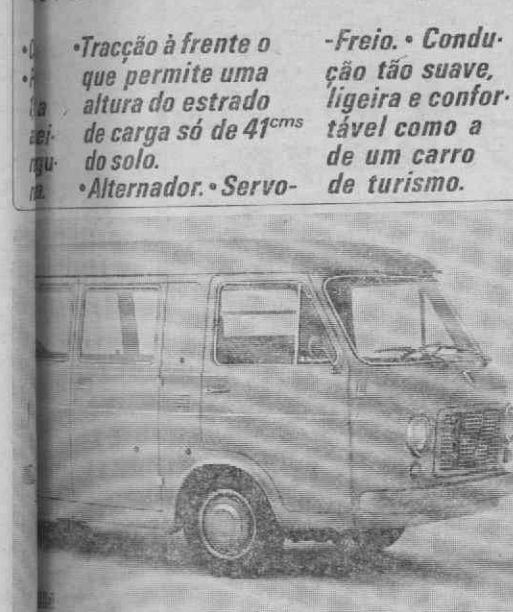 •Tracção à frente o
que permite uma
altura do estrado
de carga só de 41cms
do solo.
•Alternador. • Servo-
-Freio. • Condu-
ção tão suave,
ligeira e confor-
tável como a
de um carro
de turismo.